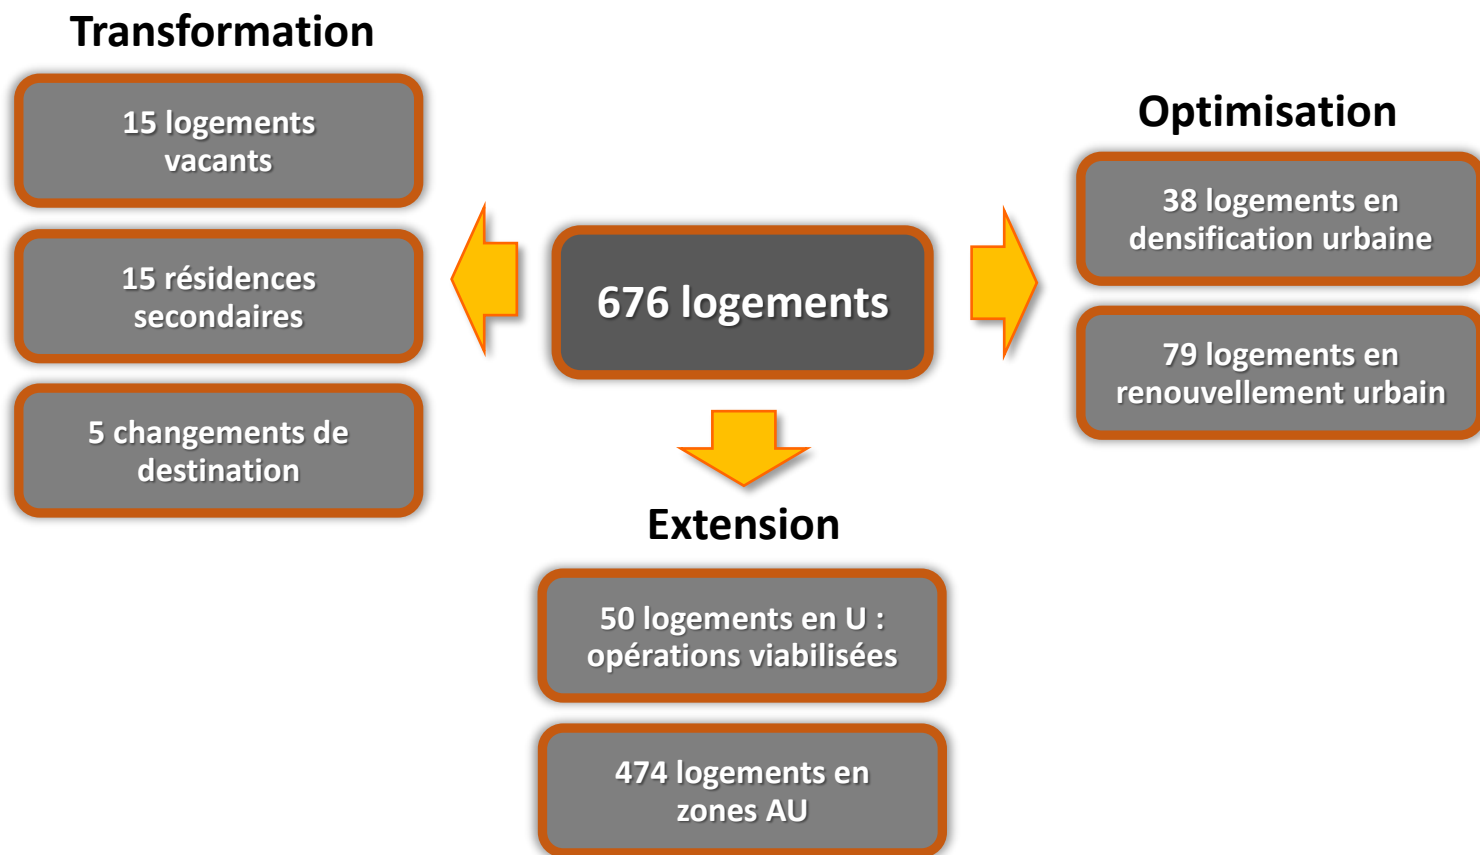 Transformation
15 logements
vacants
15 résidences
secondaires
5 changements de
destination
676 logements
Optimisation
38 logements en
densification urbaine
79 logements en
renouvellement urbain
Extension
50 logements en U :
opérations viabilisées
474 logements en
zones AU